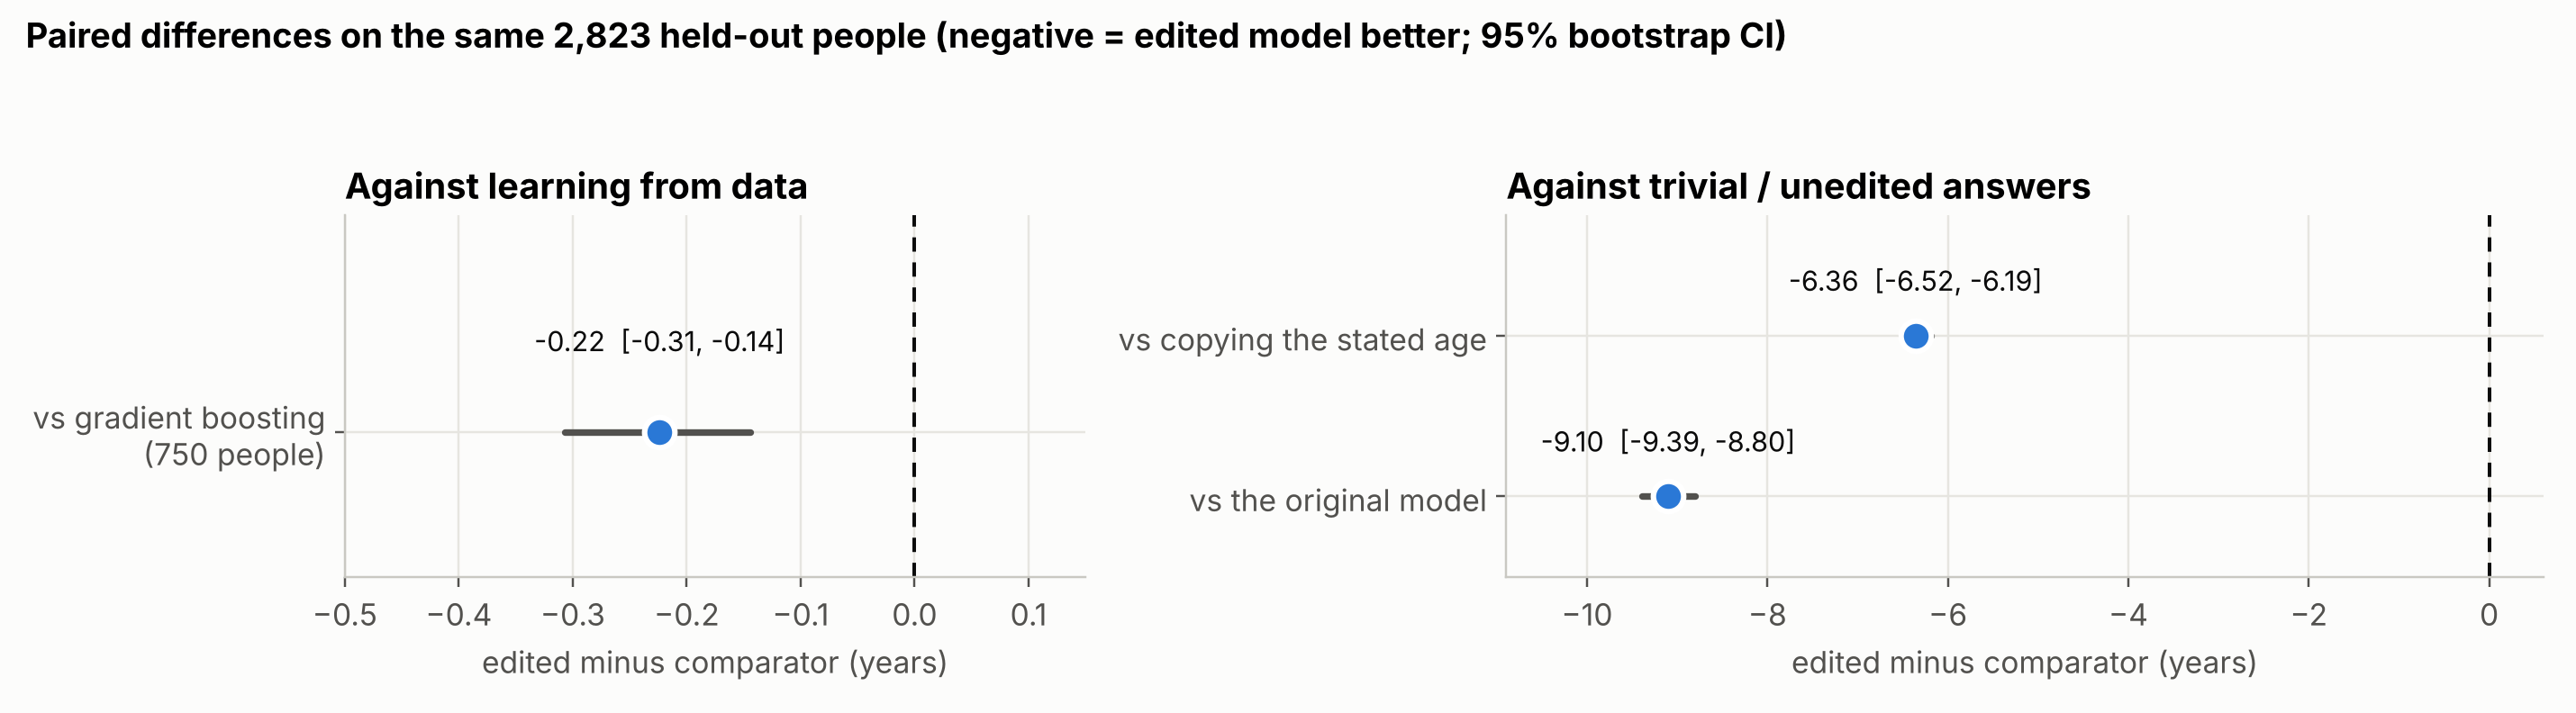 Paired differences on the same 2,823 held-out people (negative = edited model better; 95% bootstrap CI)
Against learning from data
-0.22  [-0.31, -0.14]
vs gradient boosting
(750 people)
−0.5 −0.4 −0.3 −0.2 −0.1 0.0 0.1
edited minus comparator (years)
Against trivial / unedited answers
-6.36  [-6.52, -6.19]
vs copying the stated age
-9.10  [-9.39, -8.80]
vs the original model
−10 −8 −6 −4 −2 0
edited minus comparator (years)